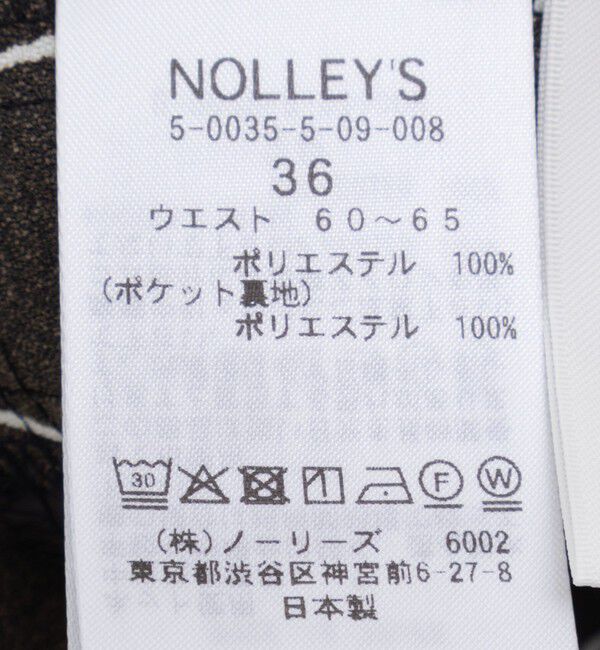 NOLLEY'S
5-0035-5-09-008
36
ウエスト 60~65
ポリエステル 100%
(ポケット裏地)
ポリエステル 100%
30 F W
(株)ノーリーズ 6002
東京都渋谷区神宮前6-27-8
日本製